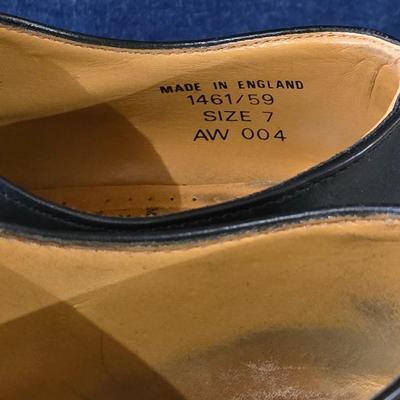 MADE IN ENGLAND
1461/59
SIZE 7
AW 004